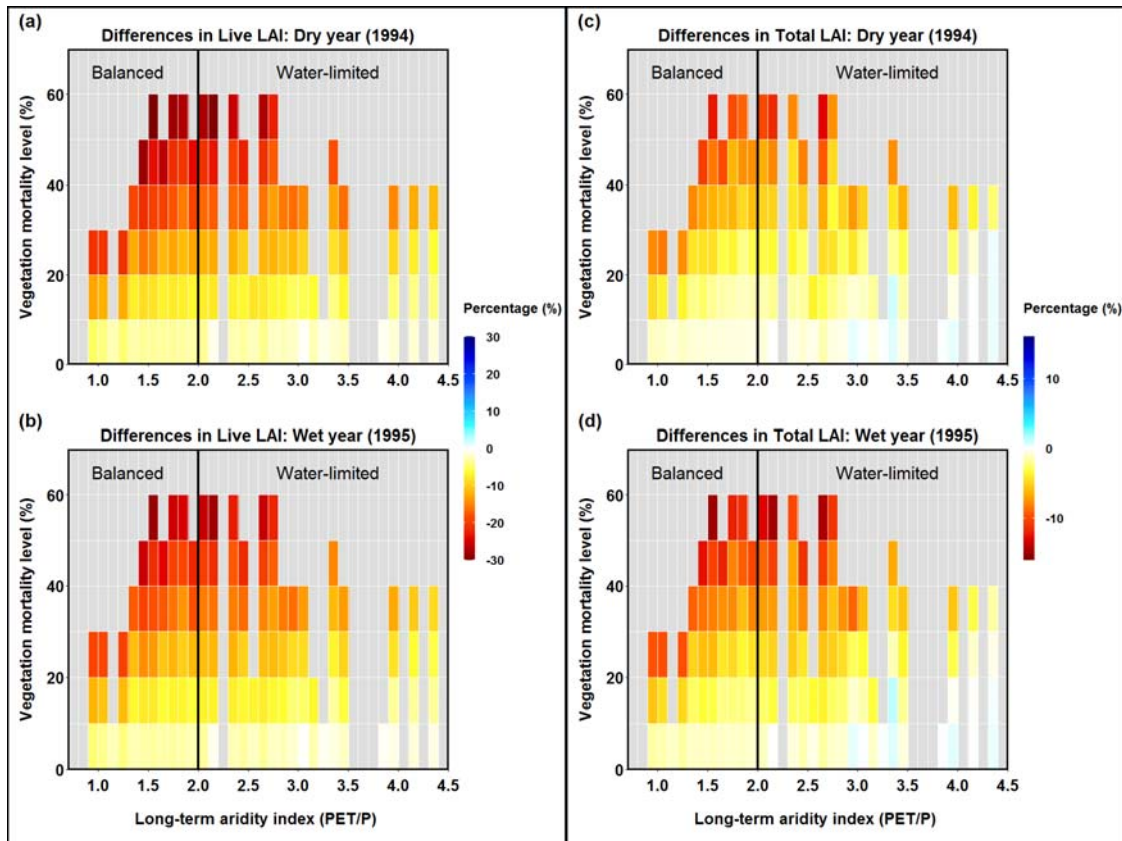 (a)
Differences in Live LAI: Dry year (1994)
Balanced
Water-limited
Vegetation mortality level (%)
60
40
20
0
1.0 1.5 2.0 2.5 3.0 3.5 4.0 4.5
(b)
Differences in Live LAI: Wet year (1995)
Balanced
Water-limited
Vegetation mortality level (%)
60
40
20
0
1.0 1.5 2.0 2.5 3.0 3.5 4.0 4.5
Long-term aridity index (PET/P)
Percentage (%)
30
20
10
0
-10
-20
-30
(c)
Differences in Total LAI: Dry year (1994)
Balanced
Water-limited
Vegetation mortality level (%)
60
40
20
0
1.0 1.5 2.0 2.5 3.0 3.5 4.0 4.5
(d)
Differences in Total LAI: Wet year (1995)
Balanced
Water-limited
Vegetation mortality level (%)
60
40
20
0
1.0 1.5 2.0 2.5 3.0 3.5 4.0 4.5
Long-term aridity index (PET/P)
Percentage (%)
10
0
-10